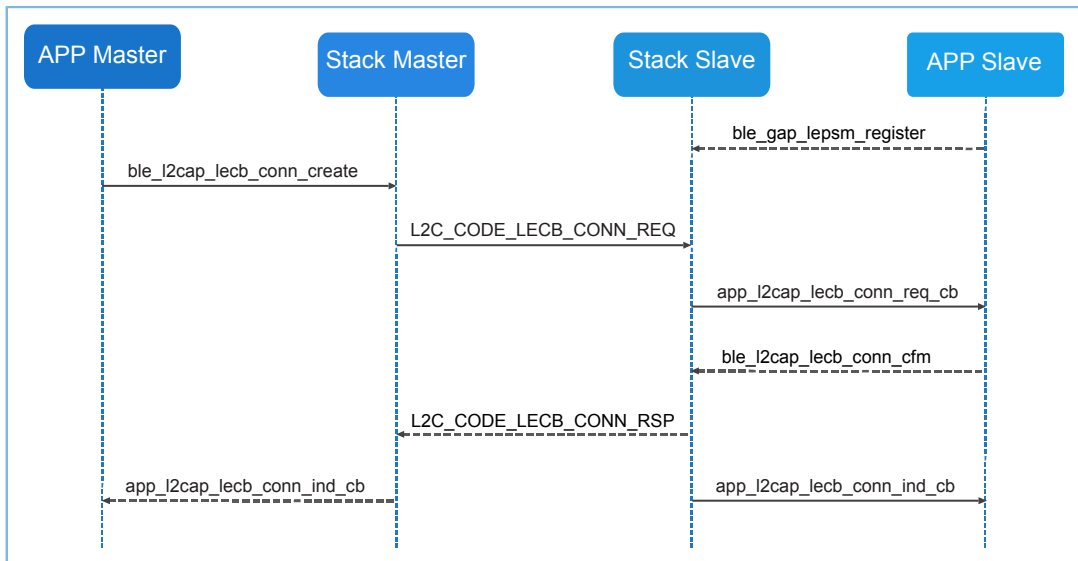 APP Master
Stack Master
Stack Slave
APP Slave
ble_gap_lepsm_register
ble_l2cap_lecb_conn_create
L2C_CODE_LECB_CONN_REQ
app_l2cap_lecb_conn_req_cb
ble_l2cap_lecb_conn_cfm
L2C_CODE_LECB_CONN_RSP
app_l2cap_lecb_conn_ind_cb
app_l2cap_lecb_conn_ind_cb